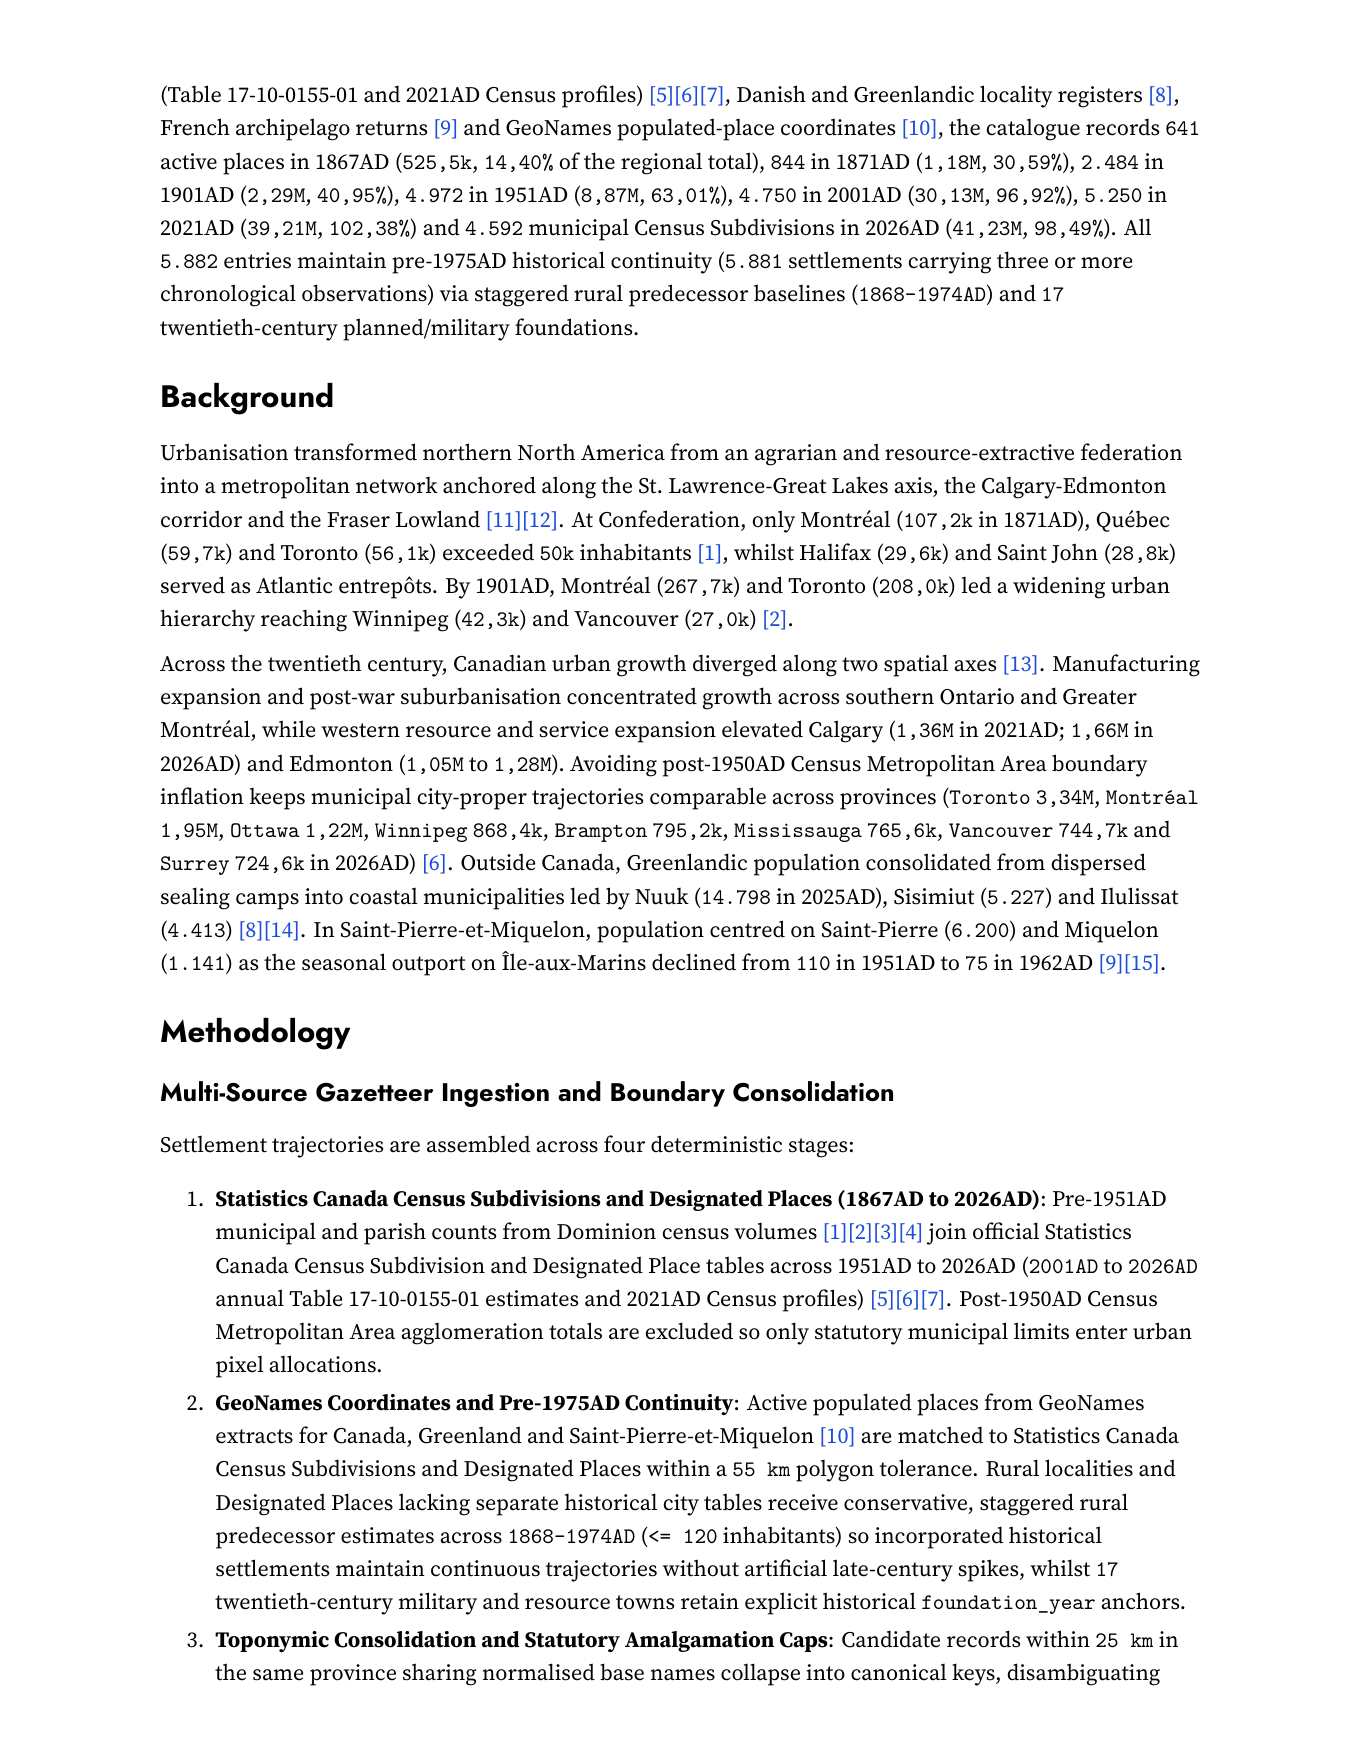 (Table 17-10-0155-01 and 2021AD Census profiles) [5][6][7], Danish and Greenlandic locality registers [8],
French archipelago returns [9] and GeoNames populated-place coordinates [10], the catalogue records 641
active places in 1867AD (525,5k, 14,40% of the regional total), 844 in 1871AD (1,18M, 30,59%), 2.484 in
1901AD (2,29M, 40,95%), 4.972 in 1951AD (8,87M, 63,01%), 4.750 in 2001AD (30,13M, 96,92%), 5.250 in
2021AD (39,21M, 102,38%) and 4.592 municipal Census Subdivisions in 2026AD (41,23M, 98,49%). All
5.882 entries maintain pre-1975AD historical continuity (5.881 settlements carrying three or more
chronological observations) via staggered rural predecessor baselines (1868–1974AD) and 17
twentieth-century planned/military foundations.
Background
Urbanisation transformed northern North America from an agrarian and resource-extractive federation
into a metropolitan network anchored along the St. Lawrence-Great Lakes axis, the Calgary-Edmonton
corridor and the Fraser Lowland [11][12]. At Confederation, only Montréal (107,2k in 1871AD), Québec
(59,7k) and Toronto (56,1k) exceeded 50k inhabitants [1], whilst Halifax (29,6k) and Saint John (28,8k)
served as Atlantic entrepôts. By 1901AD, Montréal (267,7k) and Toronto (208,0k) led a widening urban
hierarchy reaching Winnipeg (42,3k) and Vancouver (27,0k) [2].
Across the twentieth century, Canadian urban growth diverged along two spatial axes [13]. Manufacturing
expansion and post-war suburbanisation concentrated growth across southern Ontario and Greater
Montréal, while western resource and service expansion elevated Calgary (1,36M in 2021AD; 1,66M in
2026AD) and Edmonton (1,05M to 1,28M). Avoiding post-1950AD Census Metropolitan Area boundary
inflation keeps municipal city-proper trajectories comparable across provinces (Toronto 3,34M, Montréal
1,95M, Ottawa 1,22M, Winnipeg 868,4k, Brampton 795,2k, Mississauga 765,6k, Vancouver 744,7k and
Surrey 724,6k in 2026AD) [6]. Outside Canada, Greenlandic population consolidated from dispersed
sealing camps into coastal municipalities led by Nuuk (14.798 in 2025AD), Sisimiut (5.227) and Ilulissat
(4.413) [8][14]. In Saint-Pierre-et-Miquelon, population centred on Saint-Pierre (6.200) and Miquelon
(1.141) as the seasonal outport on Île-aux-Marins declined from 110 in 1951AD to 75 in 1962AD [9][15].
Methodology
Multi-Source Gazetteer Ingestion and Boundary Consolidation
Settlement trajectories are assembled across four deterministic stages:
1. Statistics Canada Census Subdivisions and Designated Places (1867AD to 2026AD): Pre-1951AD
municipal and parish counts from Dominion census volumes [1][2][3][4] join official Statistics
Canada Census Subdivision and Designated Place tables across 1951AD to 2026AD (2001AD to 2026AD
annual Table 17-10-0155-01 estimates and 2021AD Census profiles) [5][6][7]. Post-1950AD Census
Metropolitan Area agglomeration totals are excluded so only statutory municipal limits enter urban
pixel allocations.
2. GeoNames Coordinates and Pre-1975AD Continuity: Active populated places from GeoNames
extracts for Canada, Greenland and Saint-Pierre-et-Miquelon [10] are matched to Statistics Canada
Census Subdivisions and Designated Places within a 55 km polygon tolerance. Rural localities and
Designated Places lacking separate historical city tables receive conservative, staggered rural
predecessor estimates across 1868–1974AD (<= 120 inhabitants) so incorporated historical
settlements maintain continuous trajectories without artificial late-century spikes, whilst 17
twentieth-century military and resource towns retain explicit historical foundation_year anchors.
3. Toponymic Consolidation and Statutory Amalgamation Caps: Candidate records within 25 km in
the same province sharing normalised base names collapse into canonical keys, disambiguating